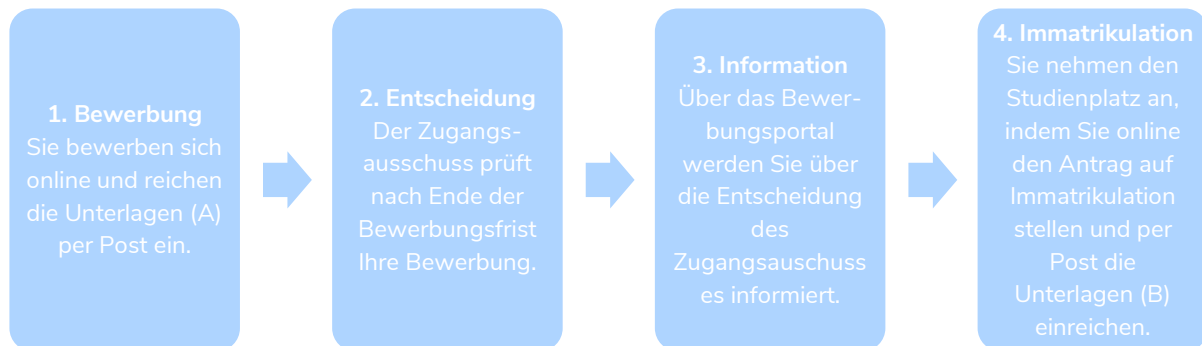 1. Bewerbung
Sie bewerben sich
online und reichen
die Unterlagen (A)
per Post ein.
2. Entscheidung
Der Zugangs-
ausschuss prüft
nach Ende der
Bewerbungsfrist
Ihre Bewerbung.
3. Information
Über das Bewer-
bungsportal
werden Sie über
die Entscheidung
des
Zugangsauschuss
es informiert.
4. Immatrikulation
Sie nehmen den
Studienplatz an,
indem Sie online
den Antrag auf
Immatrikulation
stellen und per
Post die
Unterlagen (B)
einreichen.